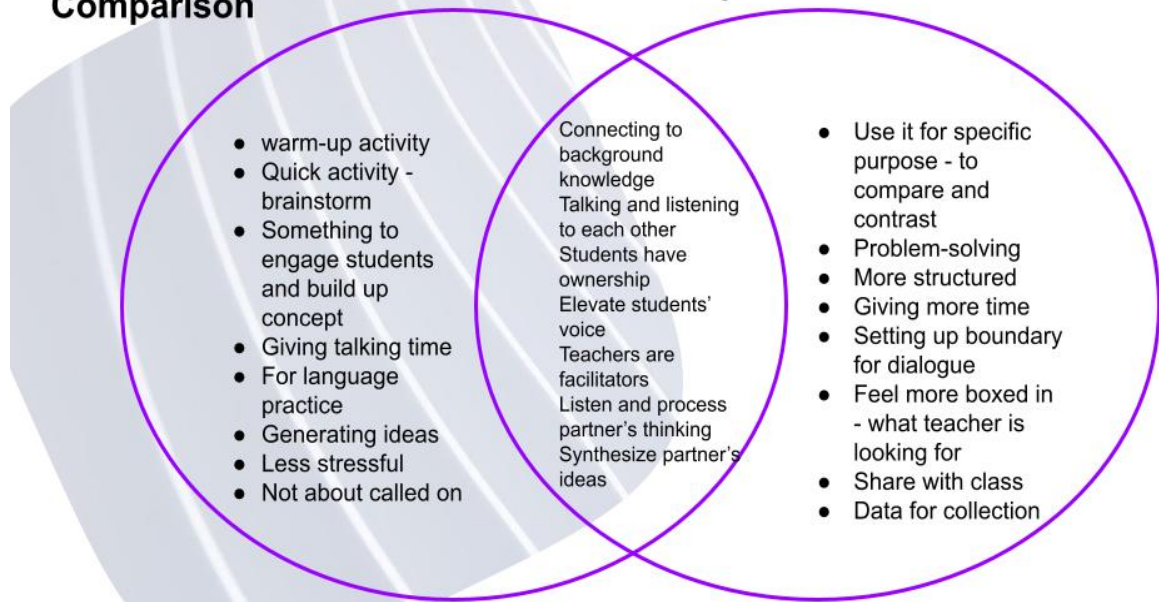 Comparison
● warm-up activity
● Quick activity -
brainstorm
● Something to
engage students
and build up
concept
● Giving talking time
● For language
practice
● Generating ideas
● Less stressful
● Not about called on
Connecting to
background
knowledge
Talking and listening
to each other
Students have
ownership
Elevate students’
voice
Teachers are
facilitators
Listen and process
partner’s thinking
Synthesize partner’s
ideas
● Use it for specific
purpose - to
compare and
contrast
● Problem-solving
● More structured
● Giving more time
● Setting up boundary
for dialogue
● Feel more boxed in
- what teacher is
looking for
● Share with class
● Data for collection